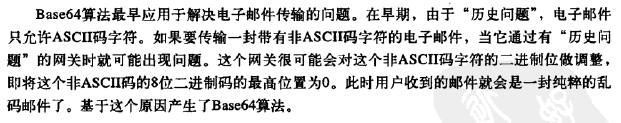 Base64算法最早应用于解决电子邮件传输的问题。在早期，由于“历史问题”，电子邮件
只允许ASCII码字符。如果要传输一封带有非ASCII码字符的电子邮件，当它通过有“历史问
题”的网关时就可能出现问题。这个网关很可能会对这个非ASCII码字符的二进制位做调整，
即将这个非ASCII码的8位二进制码的最高位置为0。此时用户收到的邮件就会是一封纯粹的乱
码邮件了。基于这个原因产生了Base64算法。